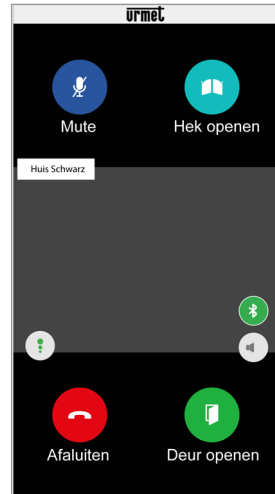 urmet
Mute
Hek openen
Huis Schwarz
Afaluiten
Deur openen